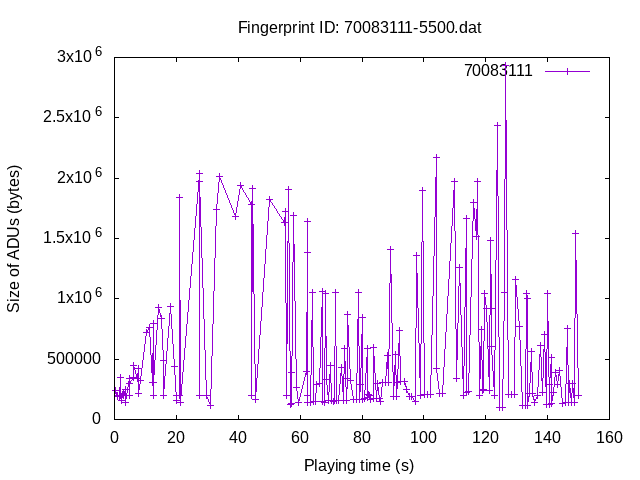 Fingerprint ID: 70083111-5500.dat
3x10^6
70083111
2.5x10^6
2x10^6
1.5x10^6
1x10^6
500000
0
Size of ADUs (bytes)
0 20 40 60 80 100 120 140 160
Playing time (s)